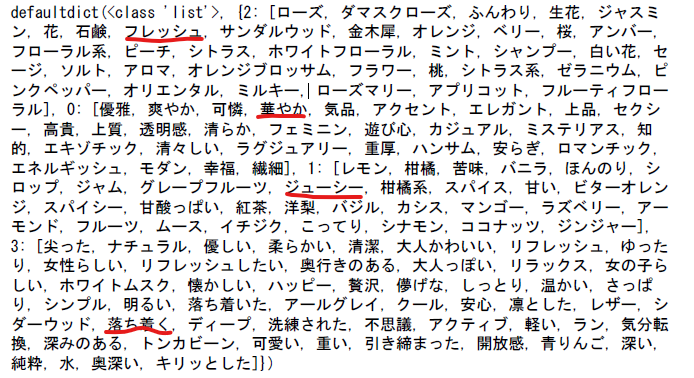 defaultdict(<class 'list'>, {2: [ローズ, ダマスクローズ, ふんわり, 生花, ジャスミ
ン, 花, 石鹸, フレッシュ, サンダルウッド, 金木犀, オレンジ, ベリー, 桜, アンバー,
フローラル系, ピーチ, シトラス, ホワイトフローラル, ミント, シャンプー, 白い花, セ
ージ, ソルト, アロマ, オレンジブロッサム, フラワー, 桃, シトラス系, ゼラニウム, ピ
ンクペッパー, オリエンタル, ミルキー, ローズマリー, アプリコット, フルーティフロー
ラル], 0: [優雅, 爽やか, 可憐, 華やか, 気品, アクセント, エレガント, 上品, セクシ
ー, 高貴, 上質, 透明感, 清らか, フェミニン, 遊び心, カジュアル, ミステリアス, 知
的, エキゾチック, 清々しい, ラグジュアリー, 重厚, ハンサム, 安らぎ, ロマンチック,
エネルギッシュ, モダン, 幸福, 繊細], 1: [レモン, 柑橘, 苦味, バニラ, ほんのり, シ
ロップ, ジャム, グレープフルーツ, ジューシー, 柑橘系, スパイス, 甘い, ビターオレン
ジ, スパイシー, 甘酸っぱい, 紅茶, 洋梨, バジル, カシス, マンゴー, ラズベリー, アー
モンド, フルーツ, ムース, イチジク, こってり, シナモン, ココナッツ, ジンジャー],
3: [尖った, ナチュラル, 優しい, 柔らかい, 清潔, 大人かわいい, リフレッシュ, ゆった
り, 女性らしい, リフレッシュしたい, 奥行きのある, 大人っぽい, リラックス, 女の子ら
しい, ホワイトムスク, 懐かしい, ハッピー, 贅沢, 儚げな, しっとり, 温かい, さっぱ
り, シンプル, 明るい, 落ち着いた, アールグレイ, クール, 安心, 凛とした, レザー, シ
ダーウッド, 落ち着く, ディープ, 洗練された, 不思議, アクティブ, 軽い, ラン, 気分転
換, 深みのある, トンカビーン, 可愛い, 重い, 引き締まった, 開放感, 青りんご, 深い,
純粋, 水, 奥深い, キリッとした]})